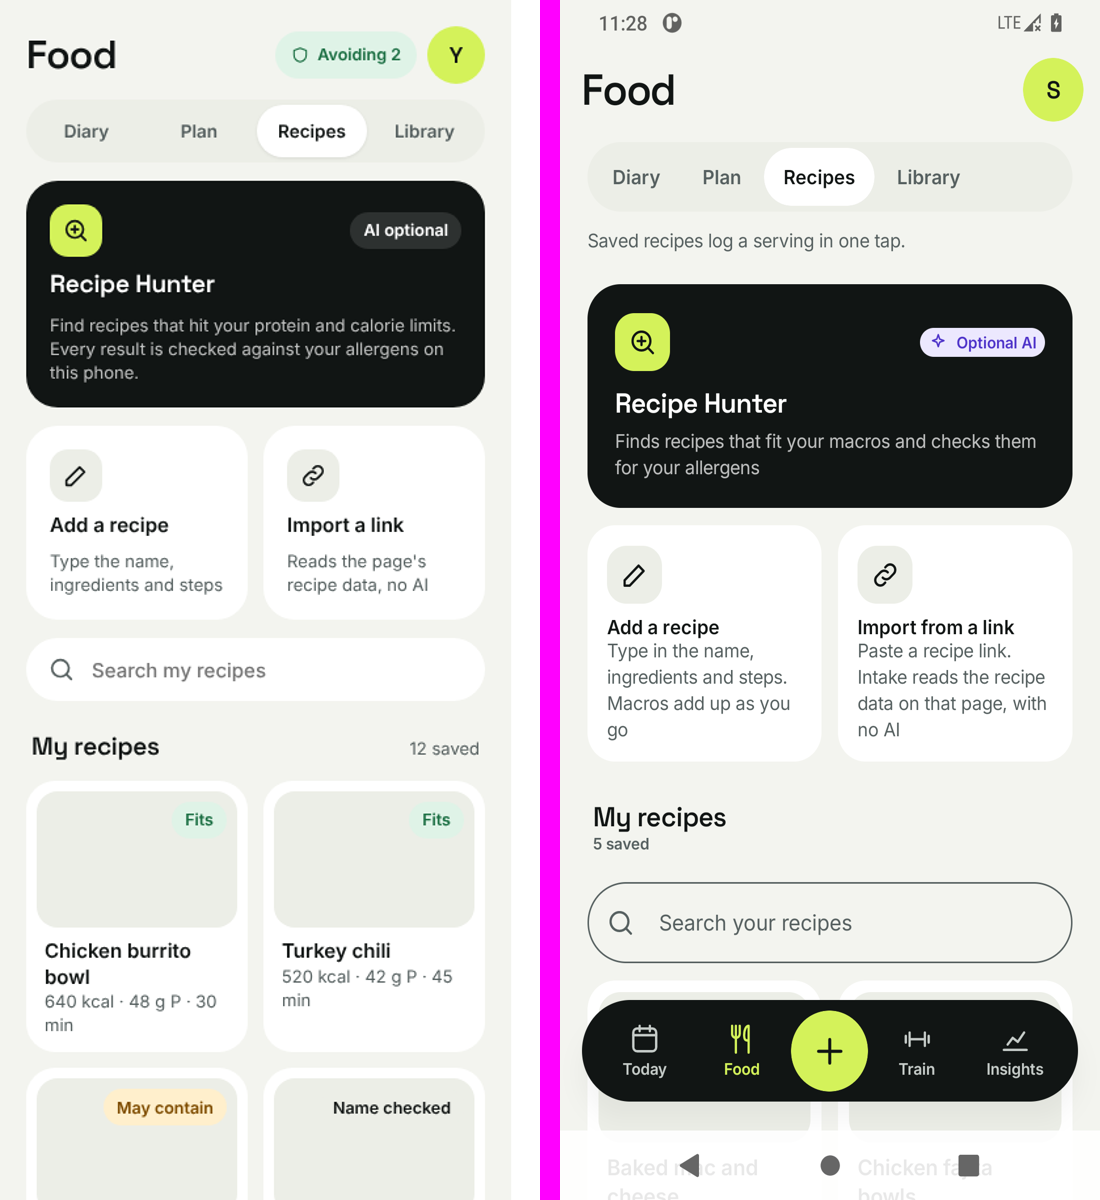 Food
Avoiding 2
Y
Diary
Plan
Recipes
Library
AI optional
Recipe Hunter
Find recipes that hit your protein and calorie limits.
Every result is checked against your allergens on
this phone.
Add a recipe
Type the name,
ingredients and steps
Import a link
Reads the page's
recipe data, no AI
Search my recipes
My recipes
12 saved
Fits
Chicken burrito
bowl
640 kcal · 48 g P · 30
min
Fits
Turkey chili
520 kcal · 42 g P · 45
min
May contain
Name checked
11:28
LTE
Food
S
Diary
Plan
Recipes
Library
Saved recipes log a serving in one tap.
Optional AI
Recipe Hunter
Finds recipes that fit your macros and checks them
for your allergens
Add a recipe
Type in the name,
ingredients and steps.
Macros add up as you
go
Import from a link
Paste a recipe link.
Intake reads the recipe
data on that page, with
no AI
My recipes
5 saved
Search your recipes
Today
Food
Train
Insights
Baked mac and
cheese
Chicken fajita
bowls